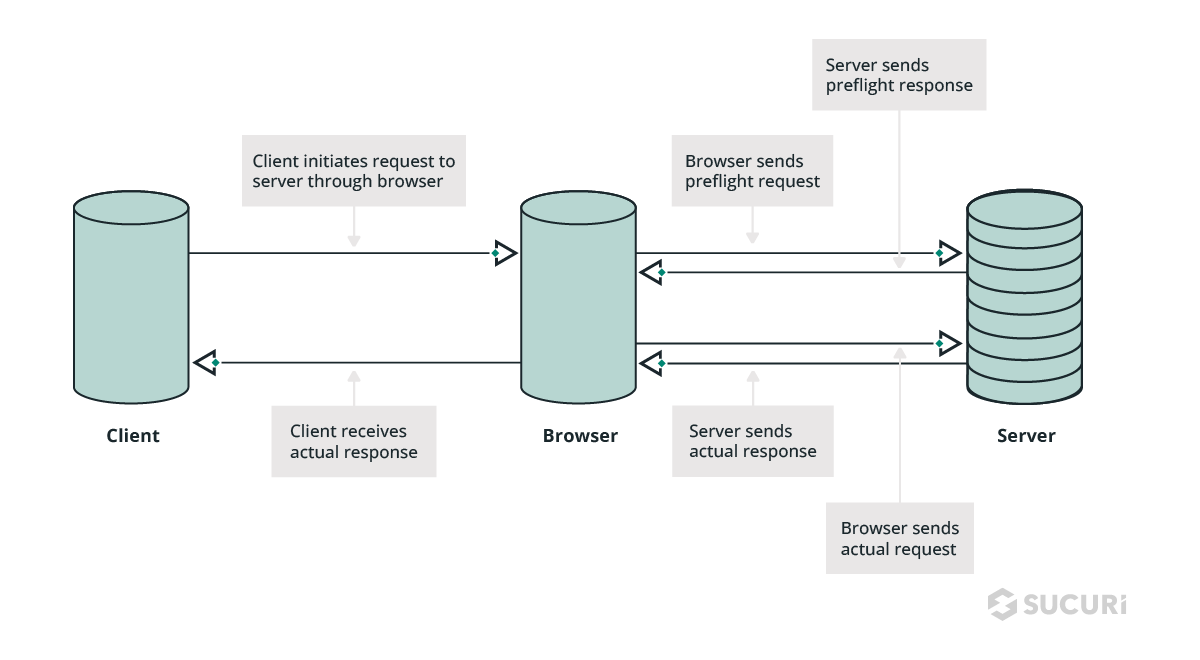 Server sends
preflight response
Client initiates request to
server through browser
Browser sends
preflight request
Client
Browser
Server
Client receives
actual response
Server sends
actual response
Browser sends
actual request
SUCURi